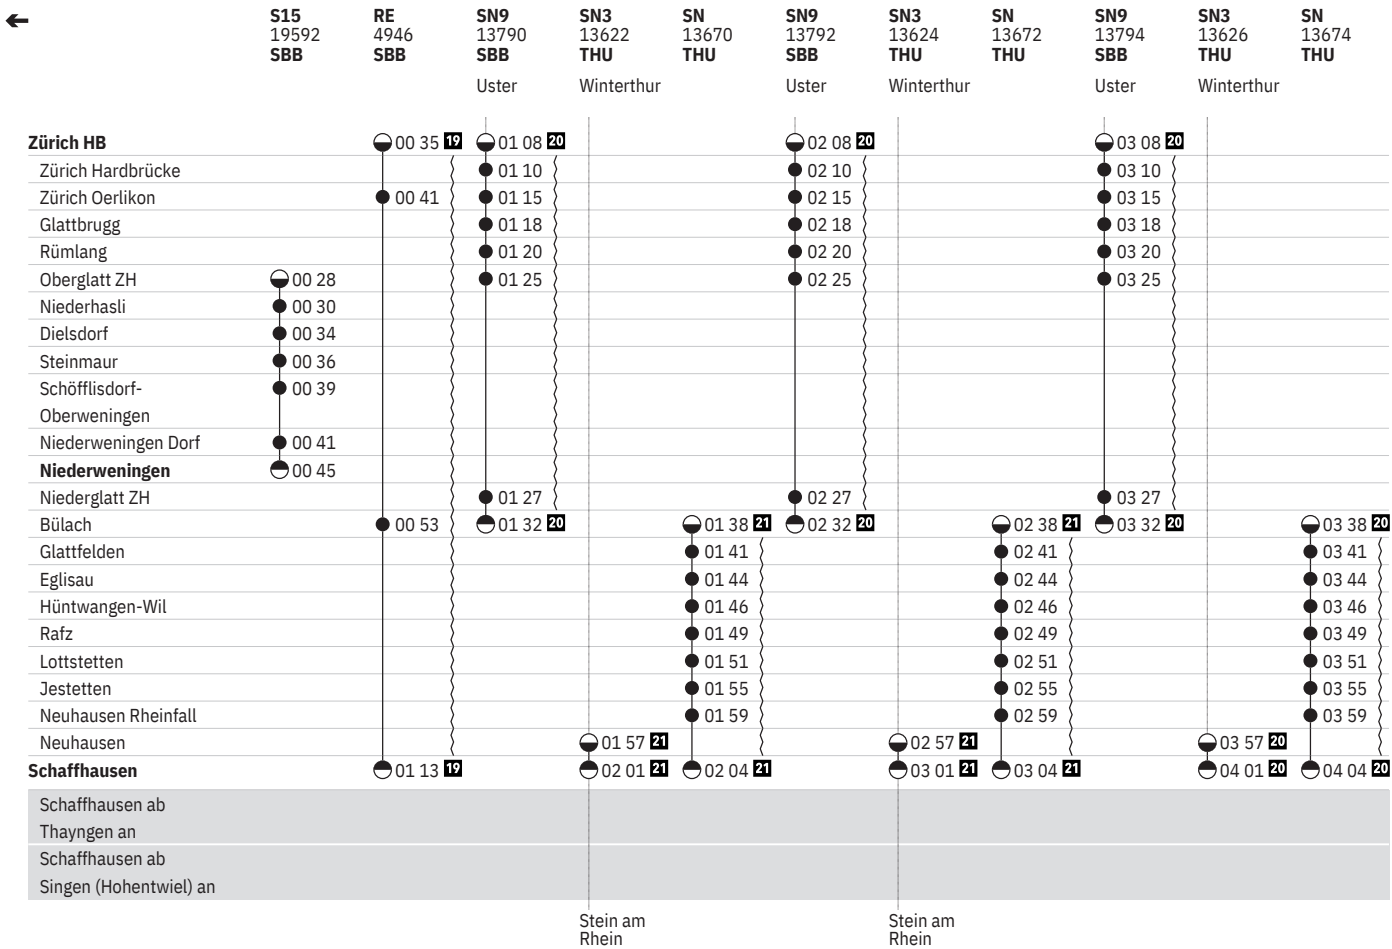 S15 RE SN9 SN3 SN SN9 SN3 SN SN9 SN3 SN
19592 4946 13790 13622 13670 13792 13624 13672 13794 13626 13674
SBB SBB SBB THU THU SBB THU THU SBB THU THU
Uster Winterthur Uster Winterthur Uster Winterthur
Zürich HB 00 35 19 01 08 20 02 08 20 03 08 20
Zürich Hardbrücke 01 10 02 10 03 10
Zürich Oerlikon 00 41 01 15 02 15 03 15
Glattbrugg 01 18 02 18 03 18
Rümlang 01 20 02 20 03 20
Oberglatt ZH 00 28 01 25 02 25 03 25
Niederhasli 00 30
Dielsdorf 00 34
Steinmaur 00 36
Schöfflisdorf- 00 39
Oberweningen
Niederweningen Dorf 00 41
Niederweningen 00 45
Niederglatt ZH 01 27 02 27 03 27
Bülach 00 53 01 32 20 01 38 21 02 32 20 02 38 21 03 32 20 03 38 20
Glattfelden 01 41 02 41 03 41
Eglisau 01 44 02 44 03 44
Hüntwangen-Wil 01 46 02 46 03 46
Rafz 01 49 02 49 03 49
Lottstetten 01 51 02 51 03 51
Jestetten 01 55 02 55 03 55
Neuhausen Rheinfall 01 59 02 59 03 59
Neuhausen 01 57 21 02 57 21 03 57 20
Schaffhausen 01 13 19 02 01 21 02 04 21 03 01 21 03 04 21 04 01 20 04 04 20
Schaffhausen ab
Thayngen an
Schaffhausen ab
Singen (Hohentwiel) an
Stein am Stein am
Rhein Rhein